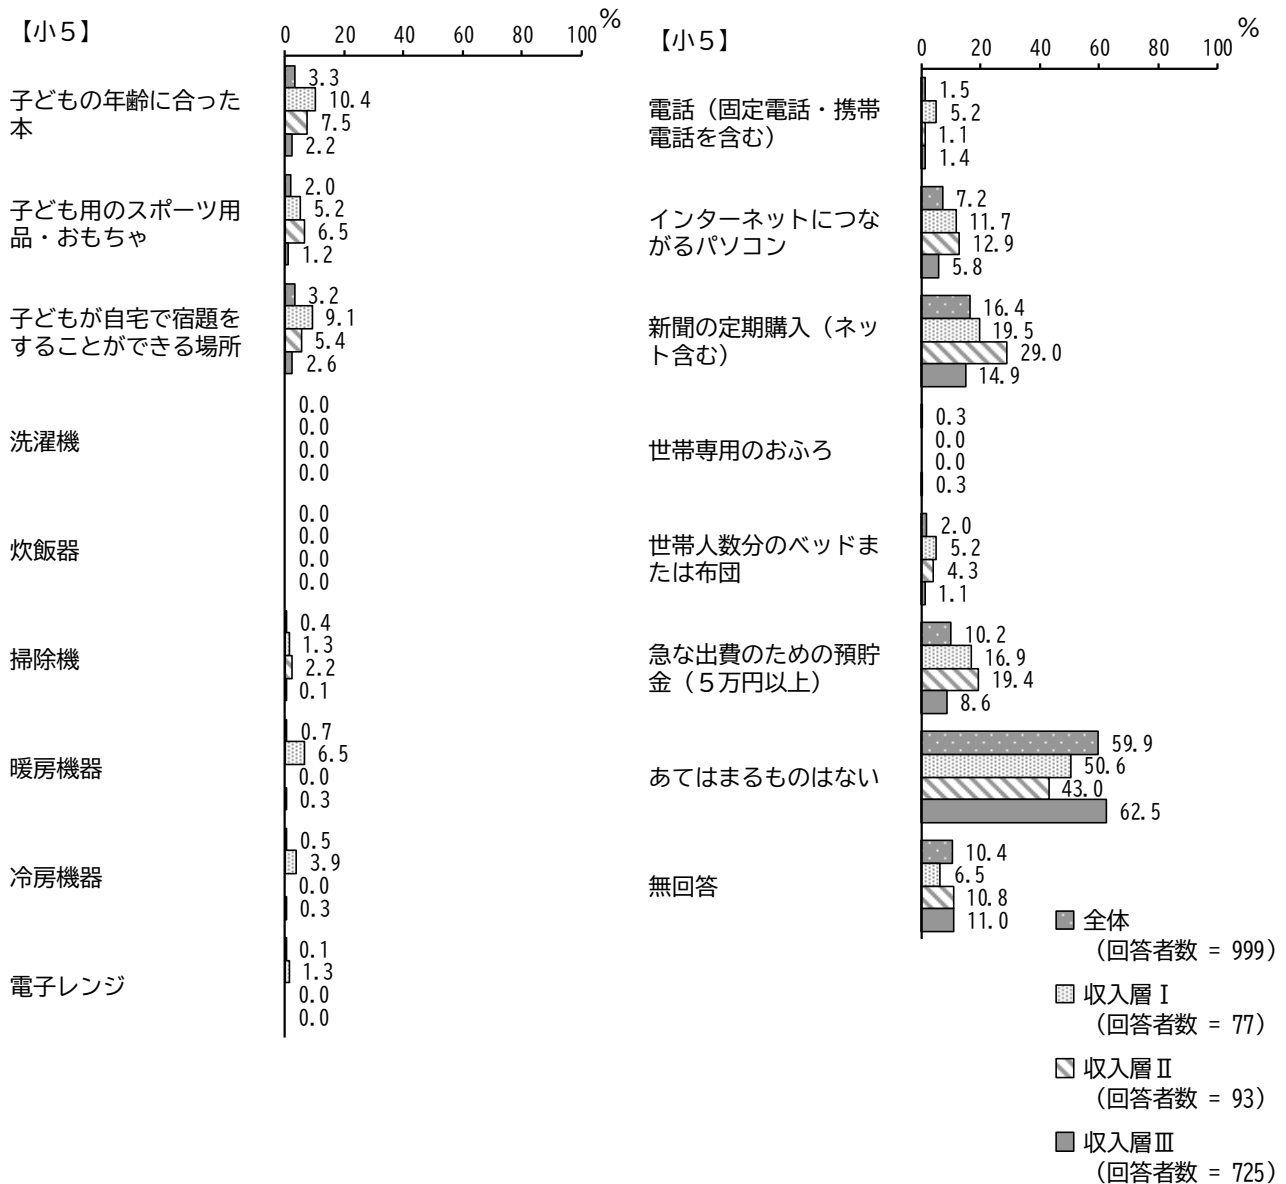 【小５】
0 20 40 60 80 100 %
子どもの年齢に合った
本
3.3
10.4
7.5
2.2
子ども用のスポーツ用
品・おもちゃ
2.0
5.2
6.5
1.2
子どもが自宅で宿題を
することができる場所
3.2
9.1
5.4
2.6
洗濯機
0.0
0.0
0.0
0.0
炊飯器
0.0
0.0
0.0
0.0
掃除機
0.4
1.3
2.2
0.1
暖房機器
0.7
6.5
0.0
0.3
冷房機器
0.5
3.9
0.0
0.3
電子レンジ
0.1
1.3
0.0
0.0
【小５】
0 20 40 60 80 100 %
電話（固定電話・携帯
電話を含む）
1.5
5.2
1.1
1.4
インターネットにつな
がるパソコン
7.2
11.7
12.9
5.8
新聞の定期購入（ネッ
ト含む）
16.4
19.5
29.0
14.9
世帯専用のおふろ
0.3
0.0
0.0
0.3
世帯人数分のベッドま
たは布団
2.0
5.2
4.3
1.1
急な出費のための預貯
金（５万円以上）
10.2
16.9
19.4
8.6
あてはまるものはない
59.9
50.6
43.0
62.5
無回答
10.4
6.5
10.8
11.0
全体
（回答者数 = 999）
収入層Ⅰ
（回答者数 = 77）
収入層Ⅱ
（回答者数 = 93）
収入層Ⅲ
（回答者数 = 725）